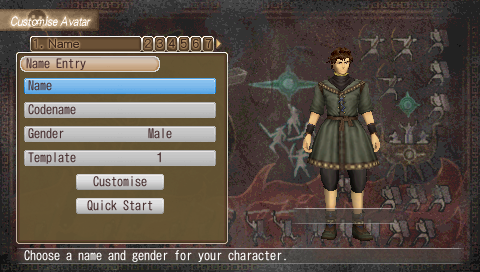 Customise Avatar
1. Name 2 3 4 5 6 7
Name Entry
Name
Codename
Gender Male
Template 1
Customise
Quick Start
Choose a name and gender for your character.